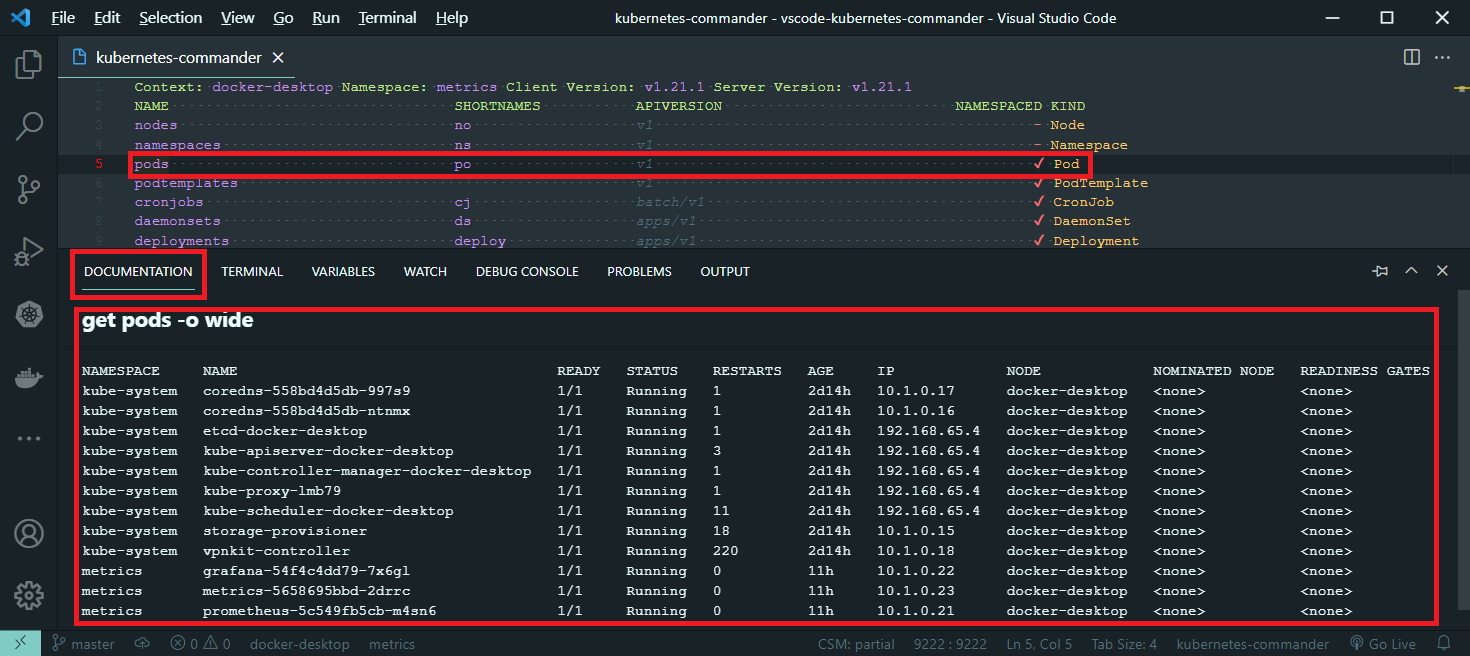 File Edit Selection View Go Run Terminal Help kubernetes-commander - vscode-kubernetes-commander - Visual Studio Code
kubernetes-commander
1 Context: docker-desktop Namespace: metrics Client Version: v1.21.1 Server Version: v1.21.1
2 NAME SHORTNAMES APIVERSION NAMESPACED KIND
3 nodes no v1 - Node
4 namespaces ns v1 - Namespace
5 pods po v1 ✓ Pod
6 podtemplates v1 ✓ PodTemplate
7 cronjobs cj batch/v1 ✓ CronJob
8 daemonsets ds apps/v1 ✓ DaemonSet
9 deployments deploy apps/v1 ✓ Deployment
DOCUMENTATION TERMINAL VARIABLES WATCH DEBUG CONSOLE PROBLEMS OUTPUT
get pods -o wide
NAMESPACE NAME READY STATUS RESTARTS AGE IP NODE NOMINATED NODE READINESS GATES
kube-system coredns-558bd4d5db-997s9 1/1 Running 1 2d14h 10.1.0.17 docker-desktop <none> <none>
kube-system coredns-558bd4d5db-ntnmx 1/1 Running 1 2d14h 10.1.0.16 docker-desktop <none> <none>
kube-system etcd-docker-desktop 1/1 Running 1 2d14h 192.168.65.4 docker-desktop <none> <none>
kube-system kube-apiserver-docker-desktop 1/1 Running 3 2d14h 192.168.65.4 docker-desktop <none> <none>
kube-system kube-controller-manager-docker-desktop 1/1 Running 1 2d14h 192.168.65.4 docker-desktop <none> <none>
kube-system kube-proxy-lmb79 1/1 Running 1 2d14h 192.168.65.4 docker-desktop <none> <none>
kube-system kube-scheduler-docker-desktop 1/1 Running 11 2d14h 192.168.65.4 docker-desktop <none> <none>
kube-system storage-provisioner 1/1 Running 18 2d14h 10.1.0.15 docker-desktop <none> <none>
kube-system vpnkit-controller 1/1 Running 220 2d14h 10.1.0.18 docker-desktop <none> <none>
metrics grafana-54f4c4dd79-7x6gl 1/1 Running 0 11h 10.1.0.22 docker-desktop <none> <none>
metrics metrics-5658695bbd-2drrc 1/1 Running 0 11h 10.1.0.23 docker-desktop <none> <none>
metrics prometheus-5c549fb5cb-m4sn6 1/1 Running 0 11h 10.1.0.21 docker-desktop <none> <none>
master 0 0 docker-desktop metrics CSM: partial 9222 : 9222 Ln 5, Col 5 Tab Size: 4 kubernetes-commander Go Live